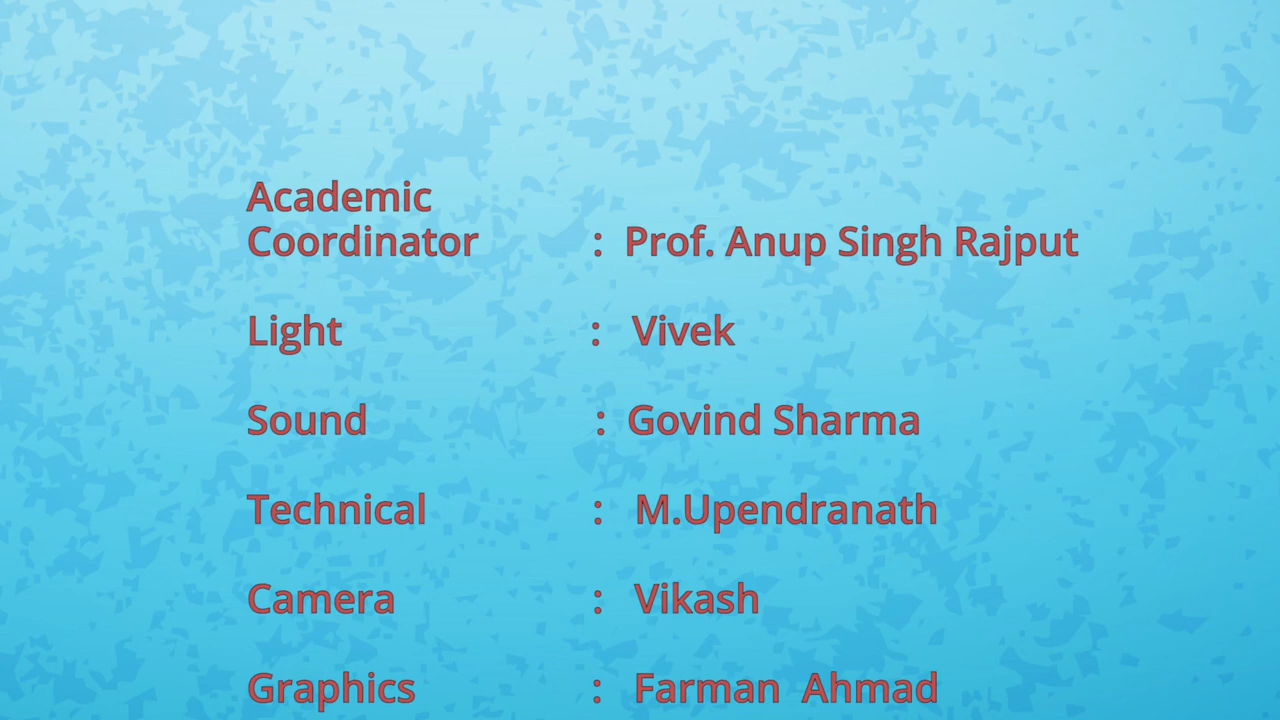 Academic
Coordinator : Prof. Anup Singh Rajput
Light : Vivek
Sound : Govind Sharma
Technical : M.Upendranath
Camera : Vikash
Graphics : Farman Ahmad